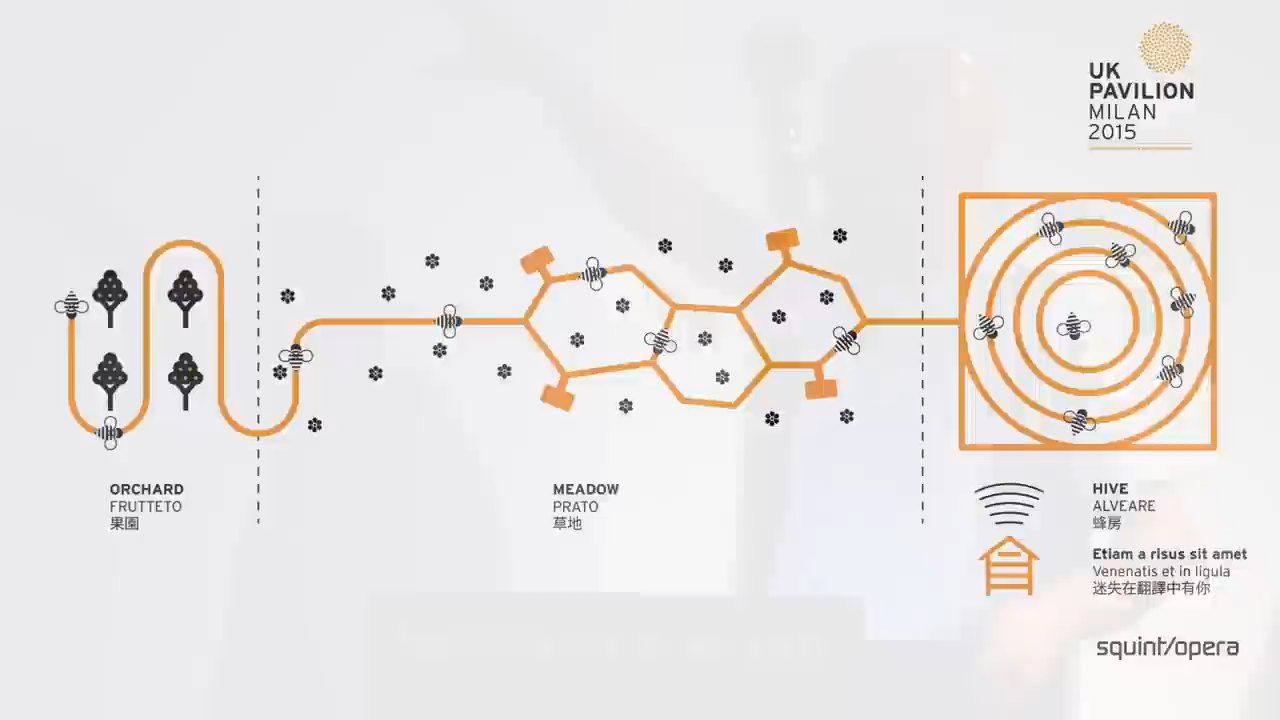 UK
PAVILION
MILAN
2015
ORCHARD
FRUTTETO
果園
MEADOW
PRATO
草地
HIVE
ALVEARE
蜂房
Etiam a risus sit amet
Venenatis et in ligula
迷失在翻譯中有你
squint/opera